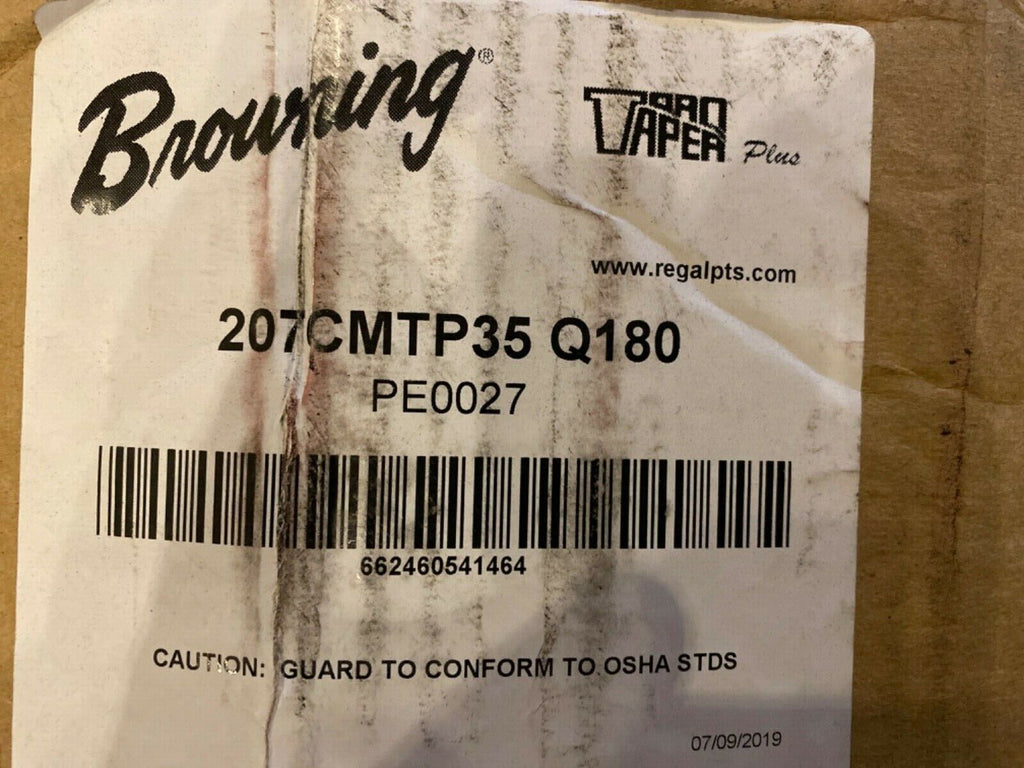 Browning®
TORQ TAPER Plus
www.regalpts.com
207CMTP35 Q180
PE0027
662460541464
CAUTION: GUARD TO CONFORM TO OSHA STDS
07/09/2019